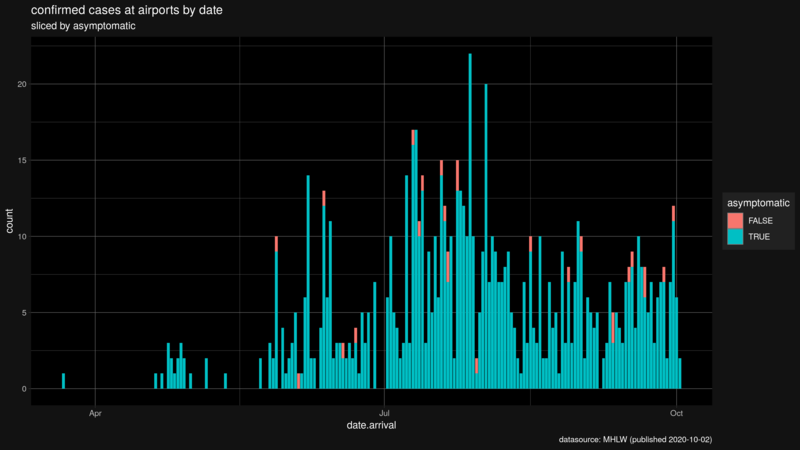 confirmed cases at airports by date
sliced by asymptomatic
20
15
10
5
0
count
Apr
Jul
Oct
date.arrival
asymptomatic
FALSE
TRUE
datasource: MHLW (published 2020-10-02)